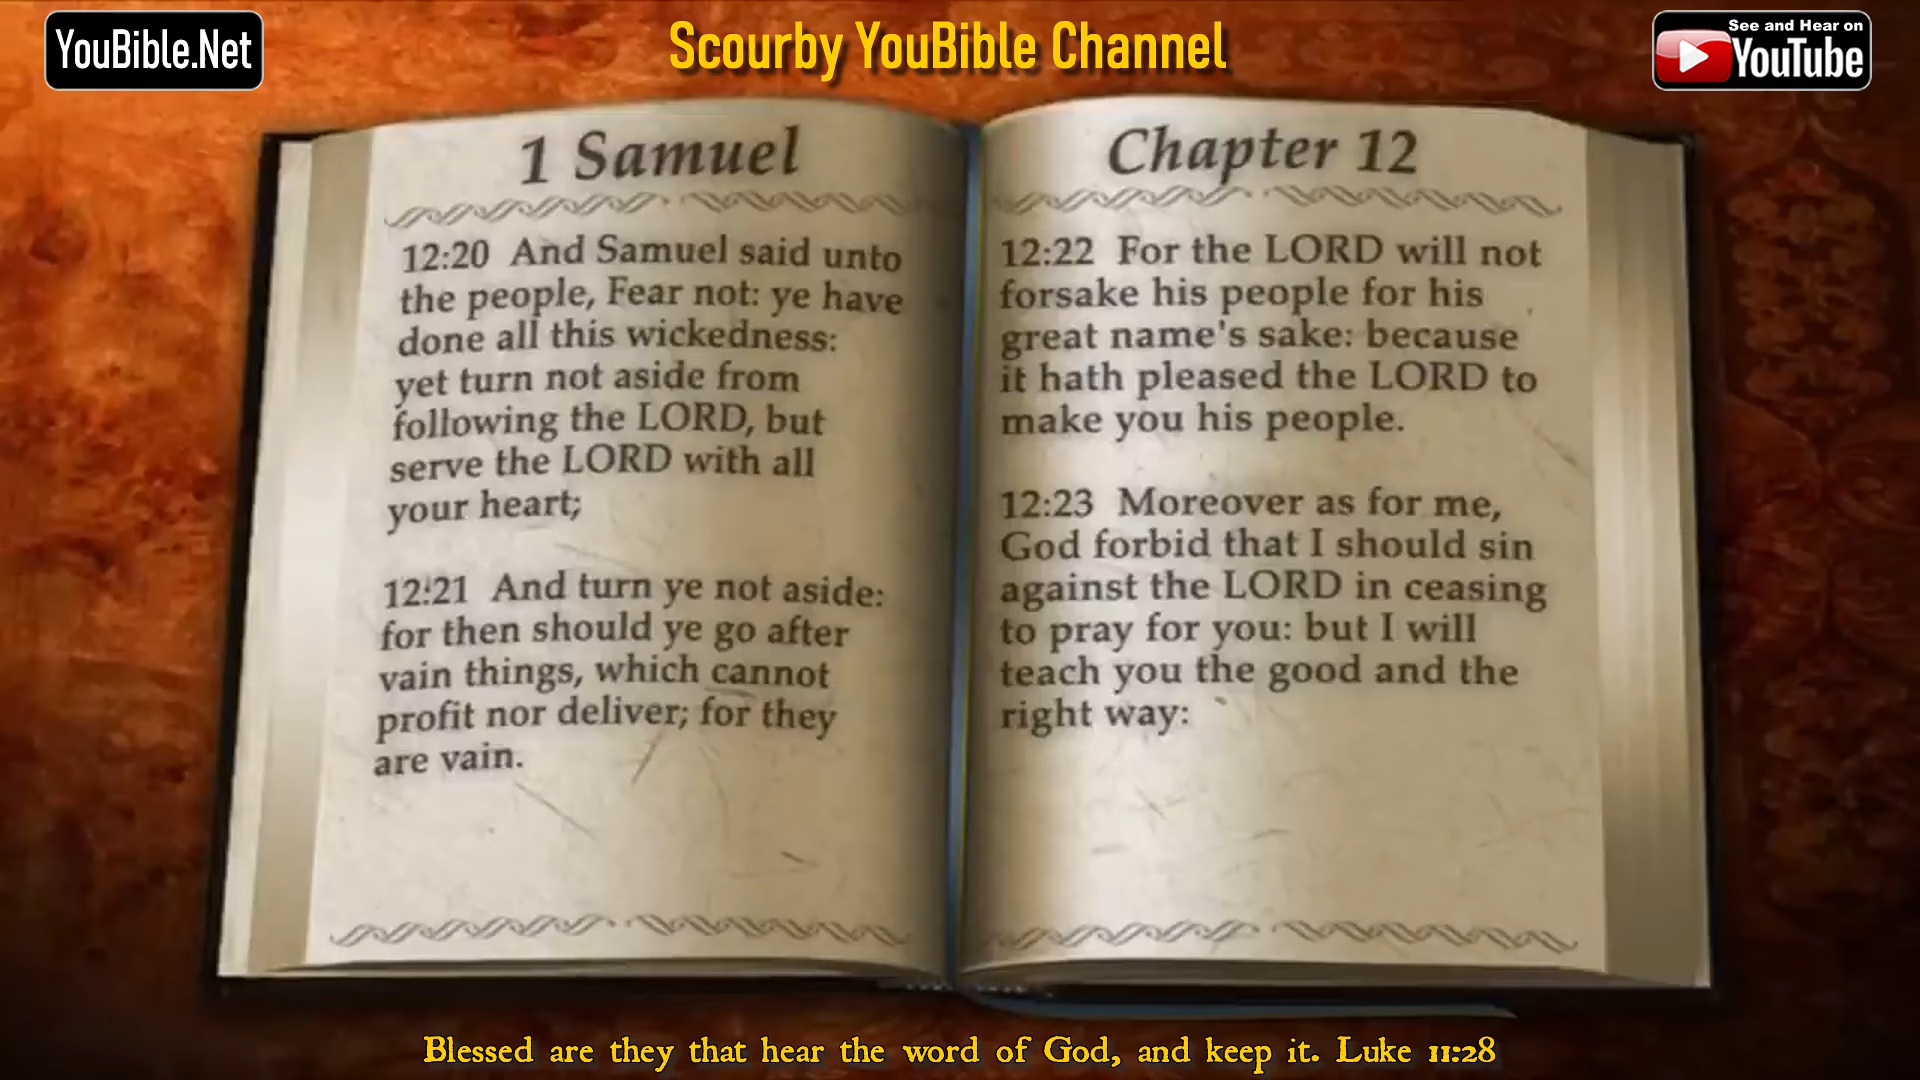 YouBible.Net
Scourby YouBible Channel
See and Hear on
YouTube
1 Samuel
12:20 And Samuel said unto
the people, Fear not: ye have
done all this wickedness:
yet turn not aside from
following the LORD, but
serve the LORD with all
your heart;
12:21 And turn ye not aside:
for then should ye go after
vain things, which cannot
profit nor deliver; for they
are vain.
Chapter 12
12:22 For the LORD will not
forsake his people for his
great name's sake: because
it hath pleased the LORD to
make you his people.
12:23 Moreover as for me,
God forbid that I should sin
against the LORD in ceasing
to pray for you: but I will
teach you the good and the
right way:
Blessed are they that hear the word of God, and keep it. Luke 11:28